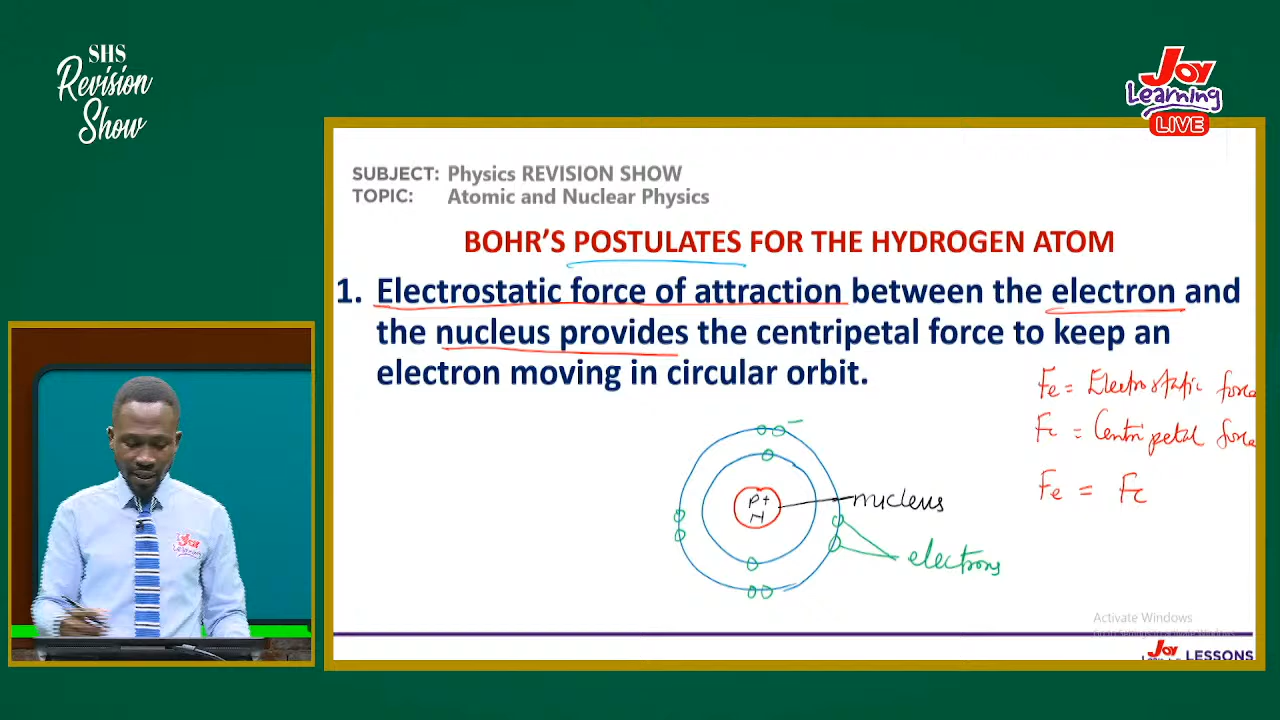 SHS
Revision
Show
Joy
Learning
LIVE
SUBJECT: Physics REVISION SHOW
TOPIC: Atomic and Nuclear Physics
BOHR'S POSTULATES FOR THE HYDROGEN ATOM
1. Electrostatic force of attraction between the electron and
the nucleus provides the centripetal force to keep an
electron moving in circular orbit.
Fe = Electrostatic force
Fc = Centripetal force
Fe = Fc
P+
N
nucleus
electrons
Joy
Activate Windows
Joy
LESSONS